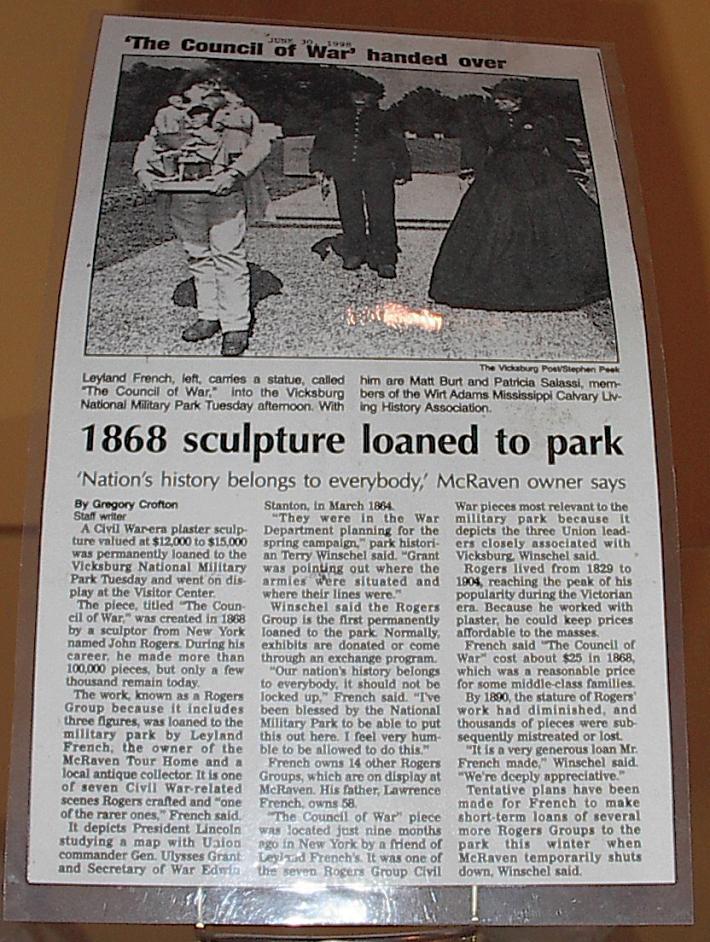 JUNE 30, 1998
'The Council of War' handed over
The Vicksburg Post/Stephen Peek
Leyland French, left, carries a statue, called
"The Council of War," into the Vicksburg
National Military Park Tuesday afternoon. With
him are Matt Burt and Patricia Salassi, mem-
bers of the Wirt Adams Mississippi Calvary Liv-
ing History Association.
1868 sculpture loaned to park
'Nation's history belongs to everybody,' McRaven owner says
By Gregory Crofton
Staff writer
A Civil War-era plaster sculp-
ture valued at $12,000 to $15,000
was permanently loaned to the
Vicksburg National Military
Park Tuesday and went on dis-
play at the Visitor Center.
The piece, titled "The Coun-
cil of War," was created in 1868
by a sculptor from New York
named John Rogers. During his
career, he made more than
100,000 pieces, but only a few
thousand remain today.
The work, known as a Rogers
Group because it includes
three figures, was loaned to the
military park by Leyland
French, the owner of the
McRaven Tour Home and a
local antique collector. It is one
of seven Civil War-related
scenes Rogers crafted and "one
of the rarer ones," French said.
It depicts President Lincoln
studying a map with Union
commander Gen. Ulysses Grant
and Secretary of War Edwin
Stanton, in March 1864.
"They were in the War
Department planning for the
spring campaign," park histori-
an Terry Winschel said. "Grant
was pointing out where the
armies were situated and
where their lines were."
Winschel said the Rogers
Group is the first permanently
loaned to the park. Normally,
exhibits are donated or come
through an exchange program.
"Our nation's history belongs
to everybody, it should not be
locked up," French said. "I've
been blessed by the National
Military Park to be able to put
this out here. I feel very hum-
ble to be allowed to do this."
French owns 14 other Rogers
Groups, which are on display at
McRaven. His father, Lawrence
French, owns 58.
"The Council of War" piece
was located just nine months
ago in New York by a friend of
Leyland French's. It was one of
the seven Rogers Group Civil
War pieces most relevant to the
military park because it
depicts the three Union lead-
ers closely associated with
Vicksburg, Winschel said.
Rogers lived from 1829 to
1904, reaching the peak of his
popularity during the Victorian
era. Because he worked with
plaster, he could keep prices
affordable to the masses.
French said "The Council of
War" cost about $25 in 1868,
which was a reasonable price
for some middle-class families.
By 1890, the stature of Rogers'
work had diminished, and
thousands of pieces were sub-
sequently mistreated or lost.
"It is a very generous loan Mr.
French made," Winschel said.
"We're deeply appreciative."
Tentative plans have been
made for French to make
short-term loans of several
more Rogers Groups to the
park this winter when
McRaven temporarily shuts
down, Winschel said.